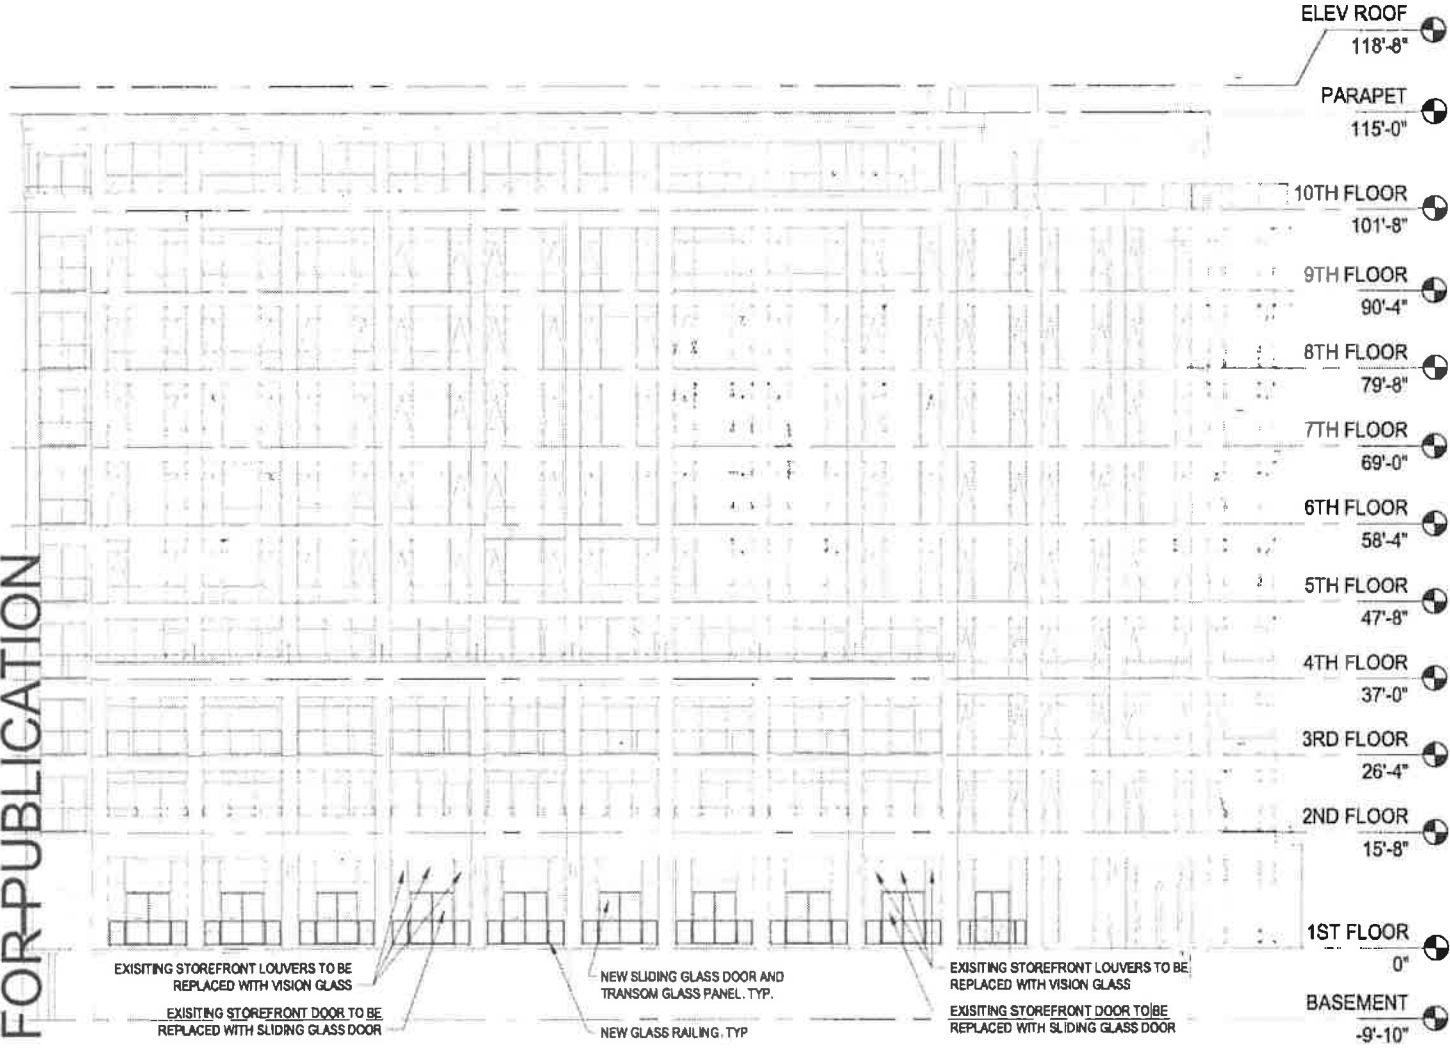 ELEV ROOF
118'-8"
PARAPET
115'-0"
10TH FLOOR
101'-8"
9TH FLOOR
90'-4"
8TH FLOOR
79'-8"
7TH FLOOR
69'-0"
6TH FLOOR
58'-4"
5TH FLOOR
47'-8"
4TH FLOOR
37'-0"
3RD FLOOR
26'-4"
2ND FLOOR
15'-8"
1ST FLOOR
0"
BASEMENT
-9'-10"
FOR PUBLICATION
EXISITING STOREFRONT LOUVERS TO BE
REPLACED WITH VISION GLASS
EXISITING STOREFRONT DOOR TO BE
REPLACED WITH SLIDING GLASS DOOR
NEW SLIDING GLASS DOOR AND
TRANSOM GLASS PANEL. TYP.
NEW GLASS RAILING. TYP
EXISITING STOREFRONT LOUVERS TO BE
REPLACED WITH VISION GLASS
EXISITING STOREFRONT DOOR TO BE
REPLACED WITH SLIDING GLASS DOOR